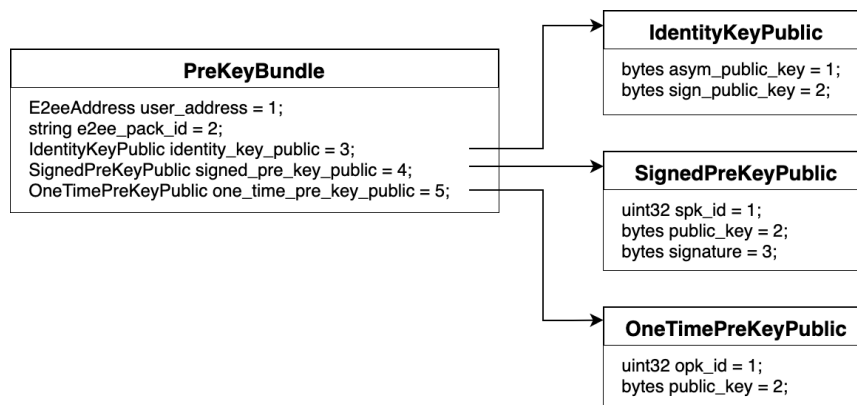 PreKeyBundle
E2eeAddress user_address = 1;
string e2ee_pack_id = 2;
IdentityKeyPublic identity_key_public = 3;
SignedPreKeyPublic signed_pre_key_public = 4;
OneTimePreKeyPublic one_time_pre_key_public = 5;
IdentityKeyPublic
bytes asym_public_key = 1;
bytes sign_public_key = 2;
SignedPreKeyPublic
uint32 spk_id = 1;
bytes public_key = 2;
bytes signature = 3;
OneTimePreKeyPublic
uint32 opk_id = 1;
bytes public_key = 2;